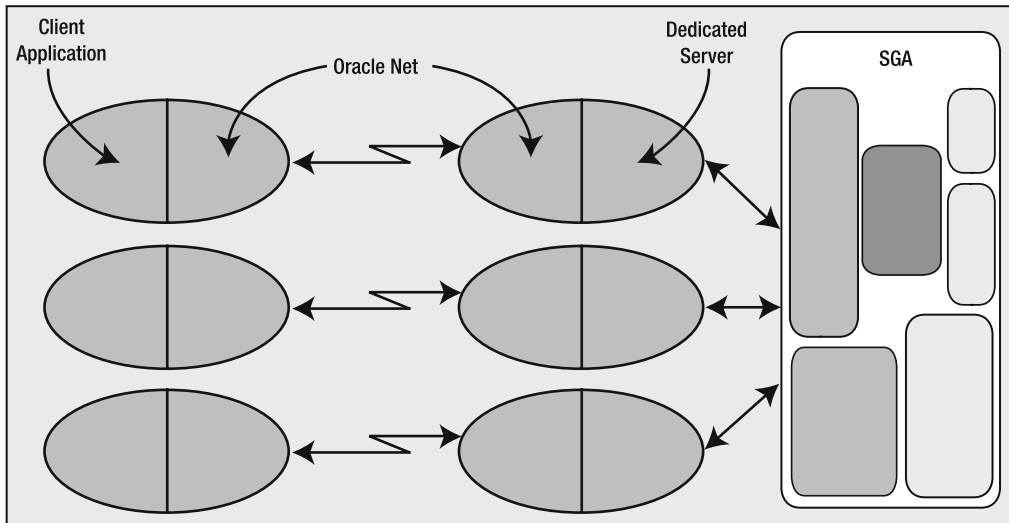 Client
Application
Oracle Net
Dedicated
Server
SGA